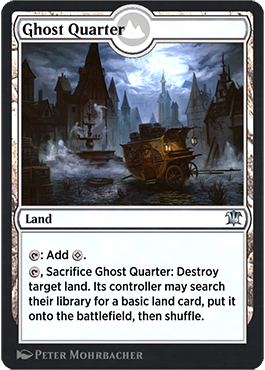 Ghost Quarter
Land
: Add .
, Sacrifice Ghost Quarter: Destroy
target land. Its controller may search
their library for a basic land card, put it
onto the battlefield, then shuffle.
PETER MOHRBACHER